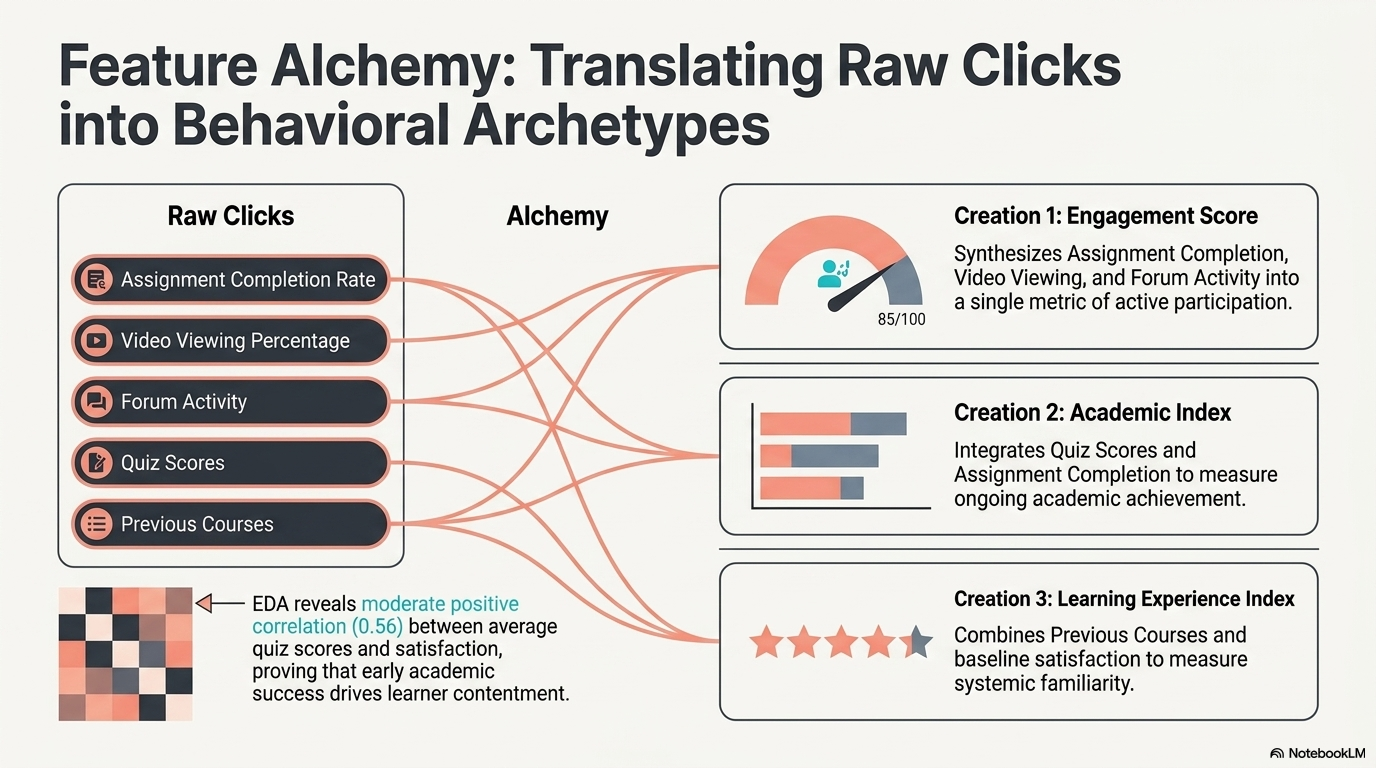 Feature Alchemy: Translating Raw Clicks
into Behavioral Archetypes
Raw Clicks
Assignment Completion Rate
Video Viewing Percentage
Forum Activity
Quiz Scores
Previous Courses
Alchemy
EDA reveals moderate positive
correlation (0.56) between average
quiz scores and satisfaction,
proving that early academic
success drives learner contentment.
85/100
Creation 1: Engagement Score
Synthesizes Assignment Completion,
Video Viewing, and Forum Activity into
a single metric of active participation.
Creation 2: Academic Index
Integrates Quiz Scores and
Assignment Completion to measure
ongoing academic achievement.
Creation 3: Learning Experience Index
Combines Previous Courses and
baseline satisfaction to measure
systemic familiarity.
NotebookLM